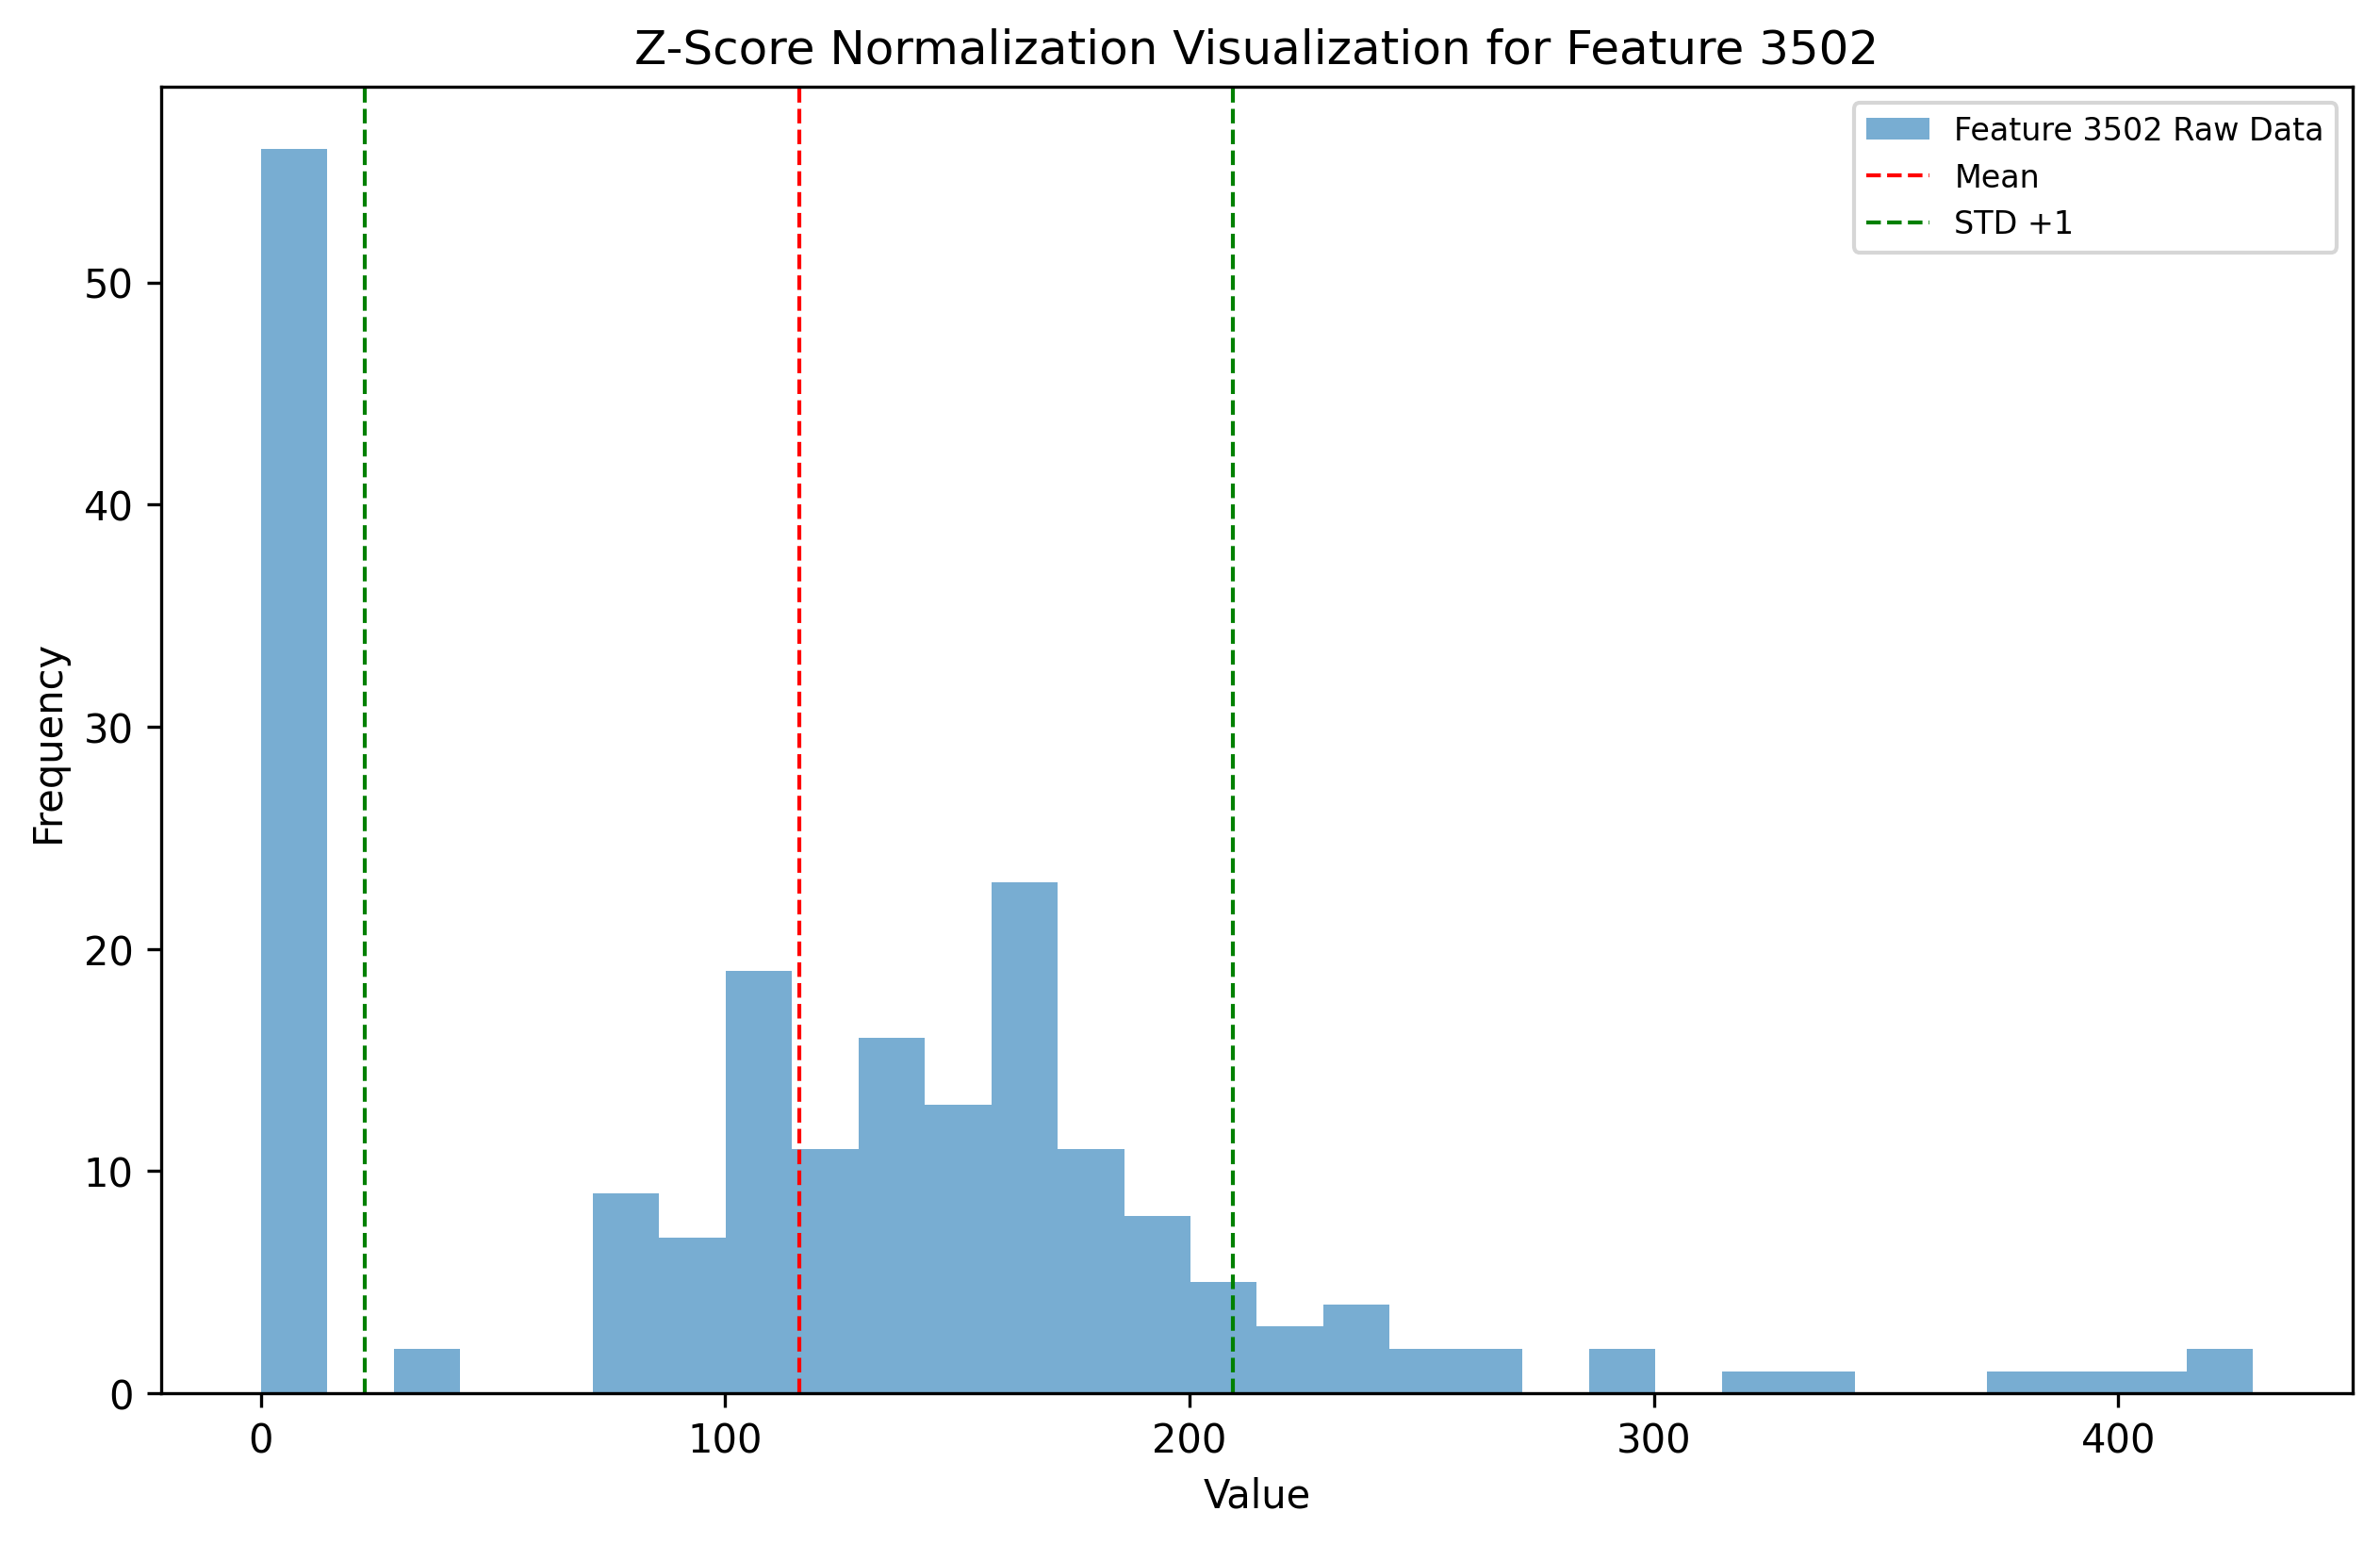 Z-Score Normalization Visualization for Feature 3502
Feature 3502 Raw Data
Mean
STD +1
50
40
30
20
10
0
Frequency
0 100 200 300 400
Value